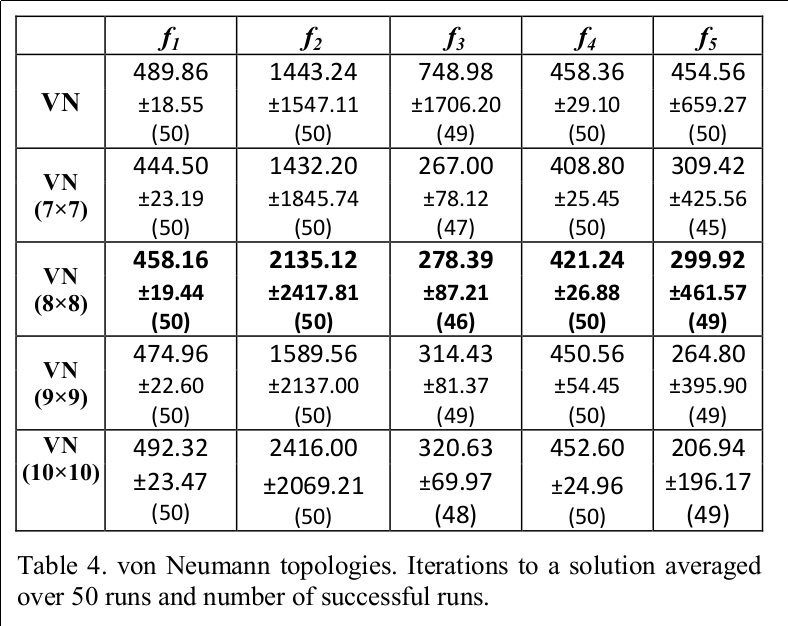 f1 f2 f3 f4 f5
VN
489.86 1443.24 748.98 458.36 454.56
±18.55 ±1547.11 ±1706.20 ±29.10 ±659.27
(50) (50) (49) (50) (50)
VN
(7×7)
444.50 1432.20 267.00 408.80 309.42
±23.19 ±1845.74 ±78.12 ±25.45 ±425.56
(50) (50) (47) (50) (45)
VN
(8×8)
458.16 2135.12 278.39 421.24 299.92
±19.44 ±2417.81 ±87.21 ±26.88 ±461.57
(50) (50) (46) (50) (49)
VN
(9×9)
474.96 1589.56 314.43 450.56 264.80
±22.60 ±2137.00 ±81.37 ±54.45 ±395.90
(50) (50) (49) (50) (49)
VN
(10×10)
492.32 2416.00 320.63 452.60 206.94
±23.47 ±2069.21 ±69.97 ±24.96 ±196.17
(50) (50) (48) (50) (49)
Table 4. von Neumann topologies. Iterations to a solution averaged
over 50 runs and number of successful runs.